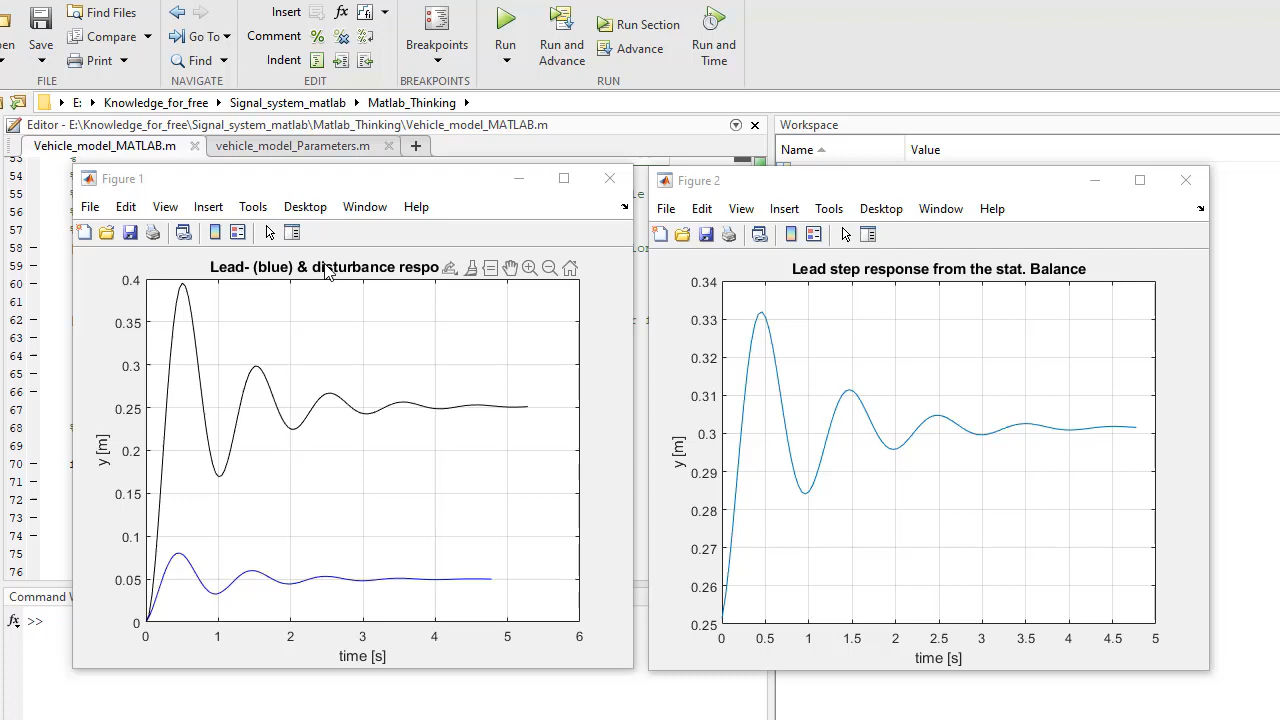 Find Files
Insert
fx
pen
Save
Compare
Go To
Comment
%
Breakpoints
Run
Run and
Advance
Run Section
Advance
Run and
Time
Print
Find
Indent
FILE
NAVIGATE
EDIT
BREAKPOINTS
RUN
E: Knowledge_for_free Signal_system_matlab Matlab_Thinking
Editor - E:\Knowledge_for_free\Signal_system_matlab\Matlab_Thinking\Vehicle_model_MATLAB.m
Workspace
Vehicle_model_MATLAB.m
vehicle_model_Parameters.m
Name
Value
53
54
55
56
57
58
59
60
62
63
64
65
66
67
68
70
71
72
73
74
75
76
Figure 1
File Edit View Insert Tools Desktop Window Help
Lead- (blue) & disturbance respo
0.4
0.35
0.3
0.25
0.2
0.15
0.1
0.05
0
y [m]
0 1 2 3 4 5 6
time [s]
Figure 2
File Edit View Insert Tools Desktop Window Help
Lead step response from the stat. Balance
0.34
0.33
0.32
0.31
0.3
0.29
0.28
0.27
0.26
0.25
y [m]
0 0.5 1 1.5 2 2.5 3 3.5 4 4.5 5
time [s]
Command W
fx >>